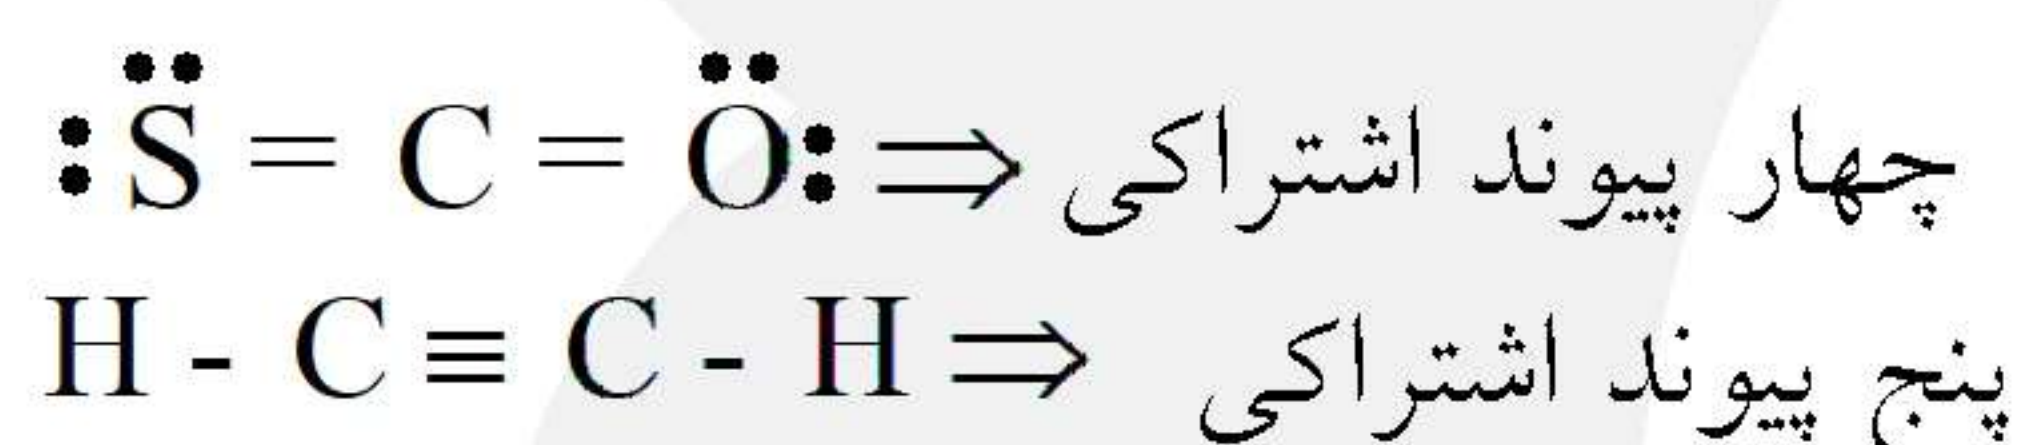 :S̈ = C = Ö: ⇒ چهار پیوند اشتراکی
H - C ≡ C - H ⇒ پنج پیوند اشتراکی